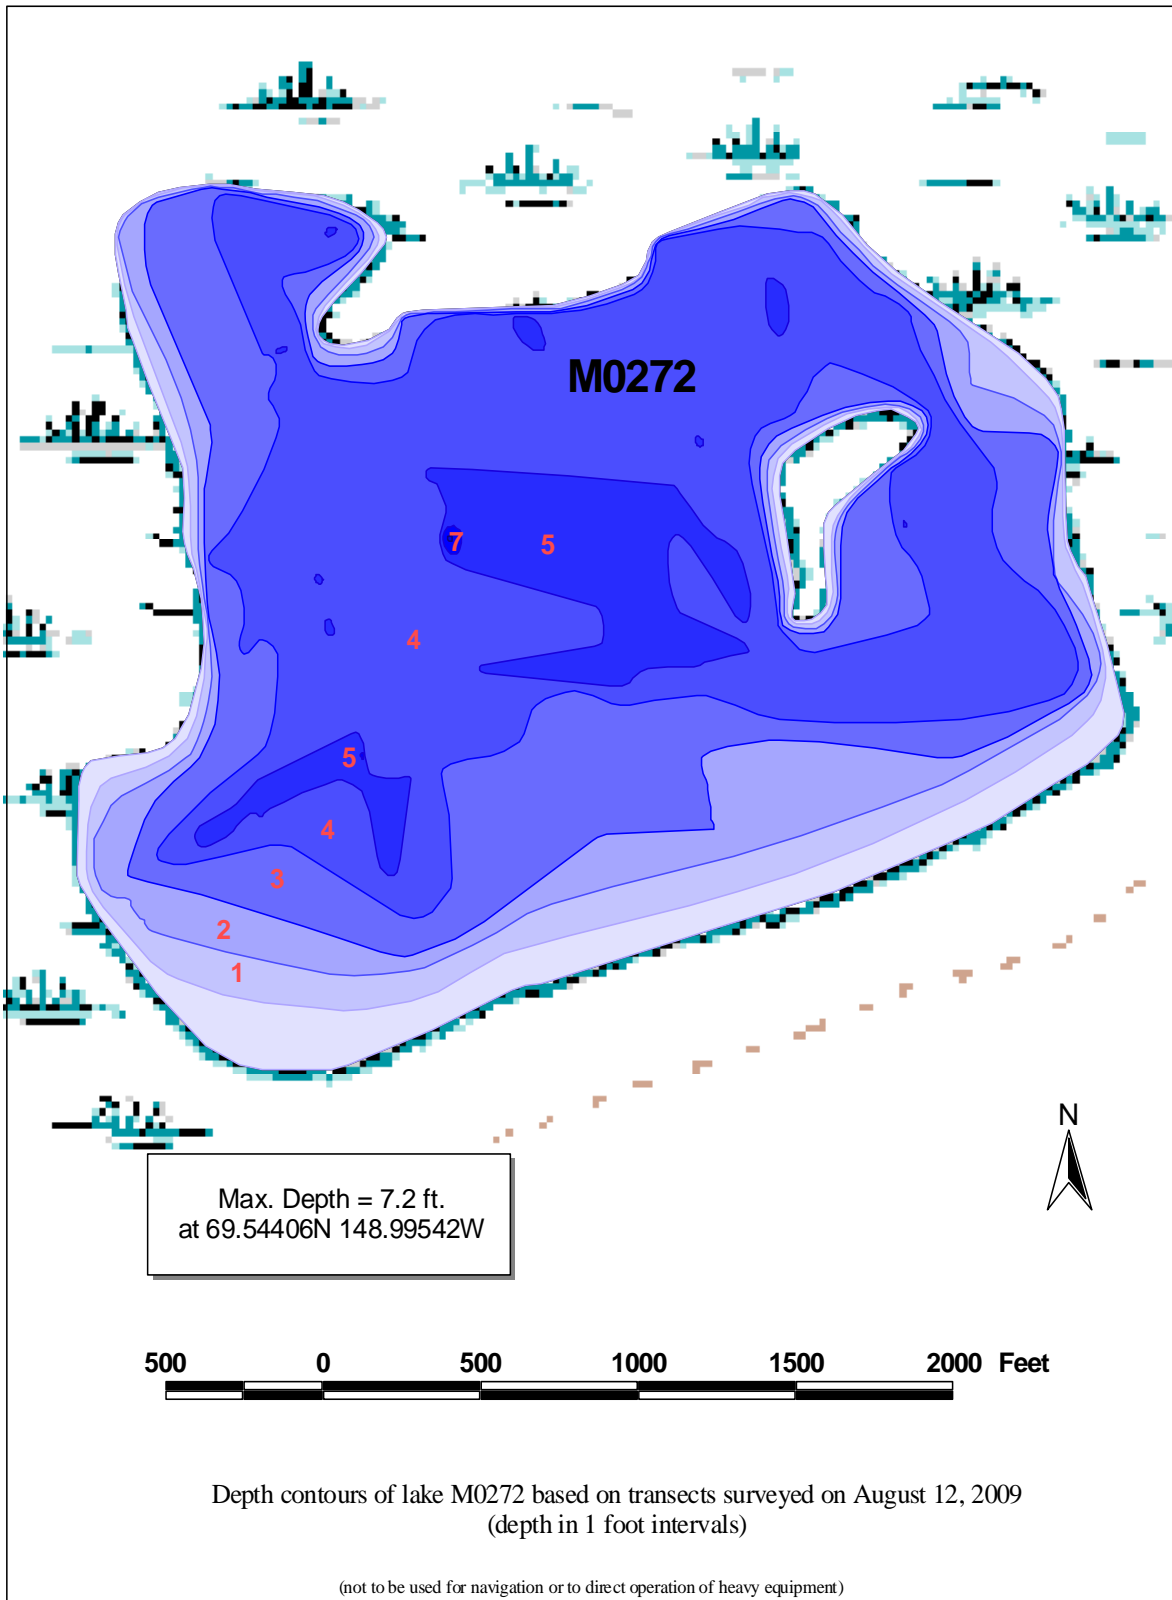 M0272
7
5
4
5
4
3
2
1
N
Max. Depth = 7.2 ft.
at 69.54406N 148.99542W
500 0 500 1000 1500 2000 Feet
Depth contours of lake M0272 based on transects surveyed on August 12, 2009
(depth in 1 foot intervals)
(not to be used for navigation or to direct operation of heavy equipment)